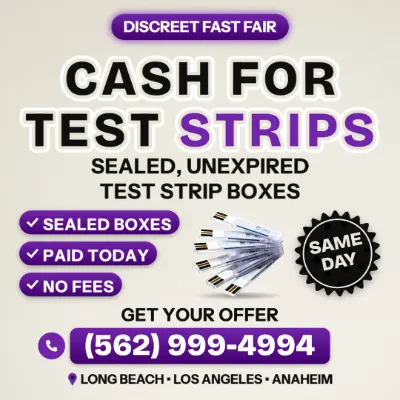 DISCREET FAST FAIR
CASH FOR
TEST STRIPS
SEALED, UNEXPIRED
TEST STRIP BOXES
SEALED BOXES
PAID TODAY
NO FEES
SAME
DAY
GET YOUR OFFER
(562) 999-4994
LONG BEACH • LOS ANGELES • ANAHEIM